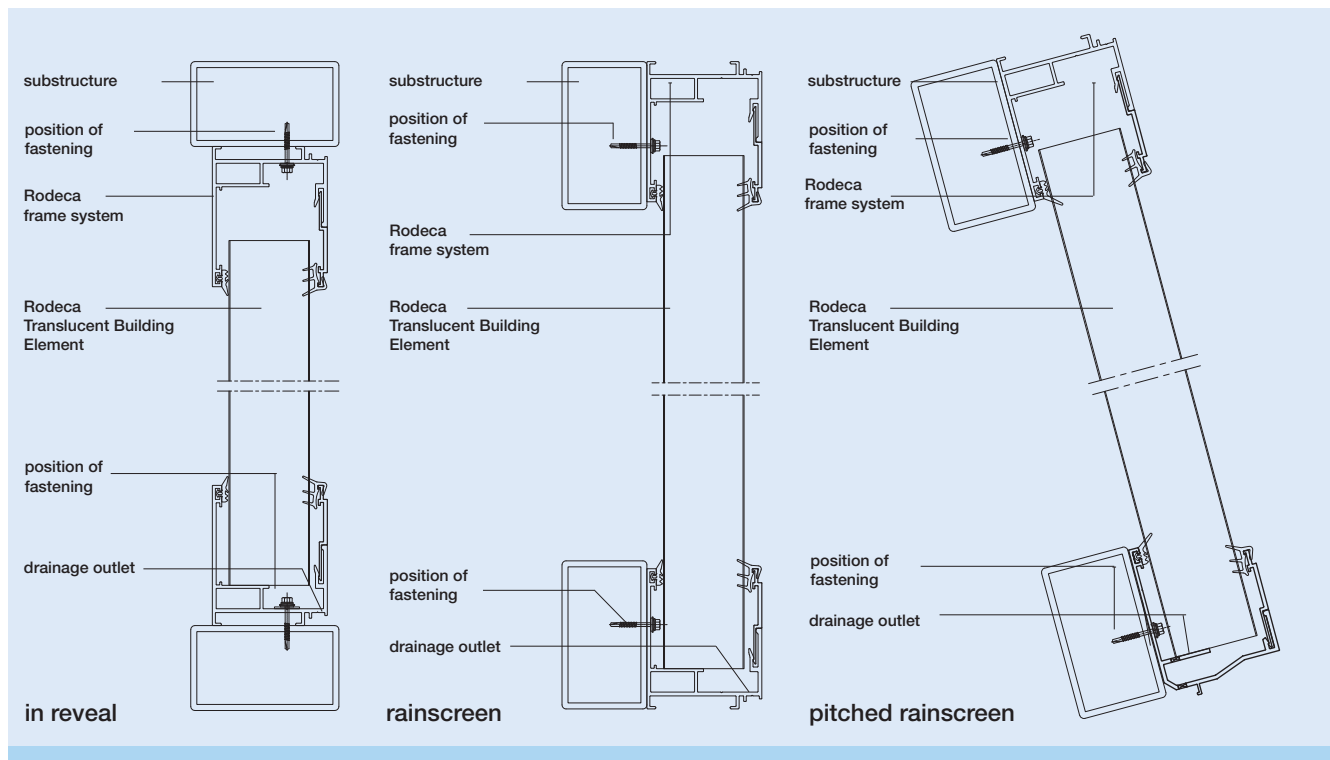 substructure
position of
fastening
Rodeca
frame system
Rodeca
Translucent Building
Element
position of
fastening
drainage outlet
in reveal
substructure
position of
fastening
Rodeca
frame system
Rodeca
Translucent Building
Element
position of
fastening
drainage outlet
rainscreen
substructure
position of
fastening
Rodeca
frame system
Rodeca
Translucent Building
Element
position of
fastening
drainage outlet
pitched rainscreen